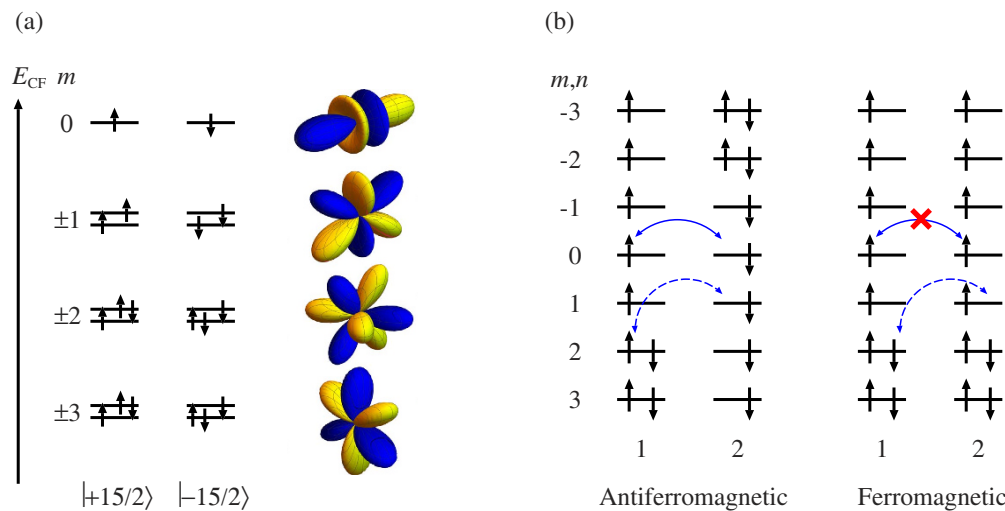 (a)
E_CF m
0
±1
±2
±3
|+15/2⟩ |−15/2⟩
(b)
m,n
-3
-2
-1
0
1
2
3
1 2 1 2
Antiferromagnetic Ferromagnetic